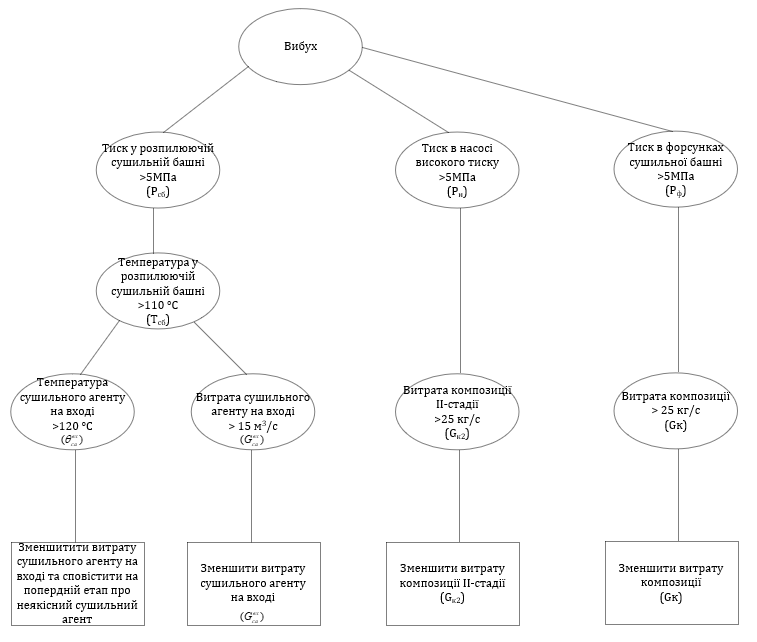 Вибух
Тиск у розпилюючій
сушильній башні
>5МПа
(Pсб)
Тиск в насосі
високого тиску
>5МПа
(Pн)
Тиск в форсунках
сушильної башні
>5МПа
(Pф)
Температура у
розпилюючій
сушильній башні
>110 °C
(Tсб)
Температура
сушильного агенту
на вході
>120 °C
(θсавх)
Витрата сушильного
агенту на вході
> 15 м³/с
(Gсавх)
Витрата композиції
II-стадії
>25 кг/с
(Gк2)
Витрата композиції
> 25 кг/с
(Gк)
Зменшитити витрату
сушильного агенту на
вході та сповістити на
попердній етап про
неякісний сушильний
агент
Зменшити витрату
сушильного агенту
на вході
(Gсавх)
Зменшити витрату
композиції II-стадії
(Gк2)
Зменшити витрату
композиції
(Gк)